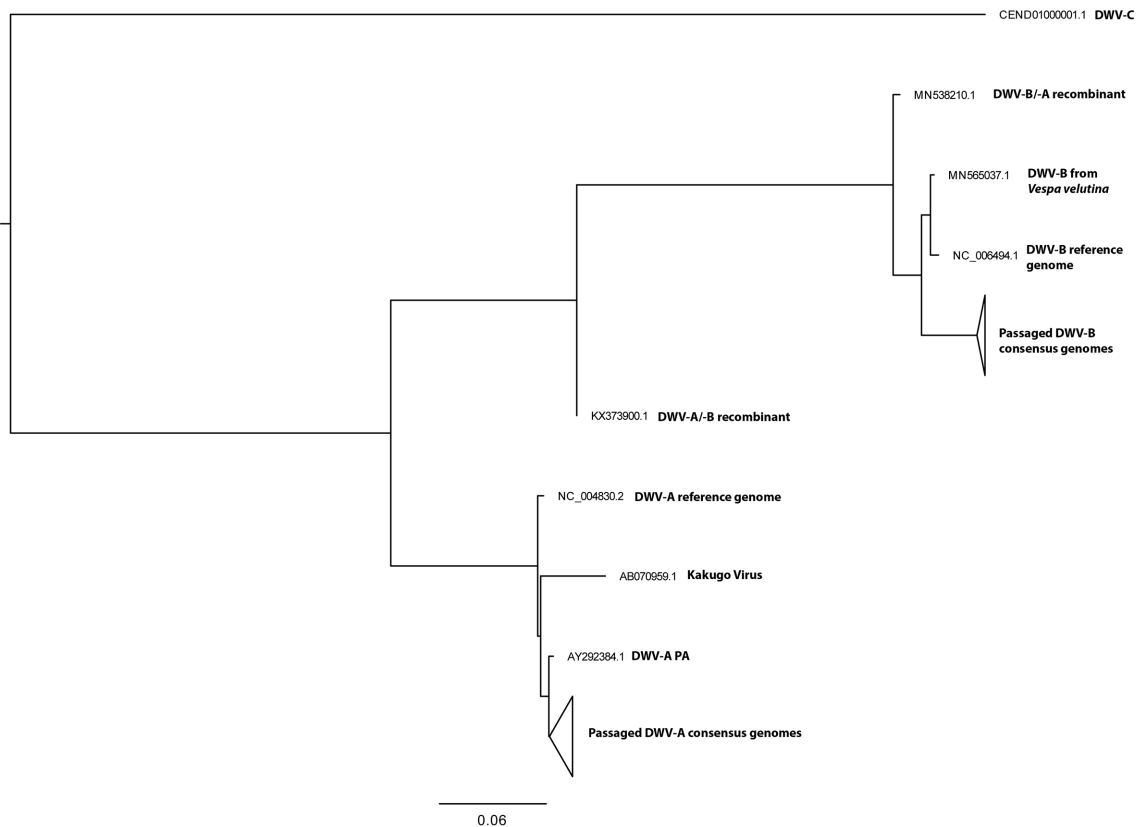 CEND01000001.1 DWV-C
MN538210.1 DWV-B/-A recombinant
MN565037.1 DWV-B from
Vespa velutina
NC_006494.1 DWV-B reference
genome
Passaged DWV-B
consensus genomes
KX373900.1 DWV-A/-B recombinant
NC_004830.2 DWV-A reference genome
AB070959.1 Kakugo Virus
AY292384.1 DWV-A PA
Passaged DWV-A consensus genomes
0.06